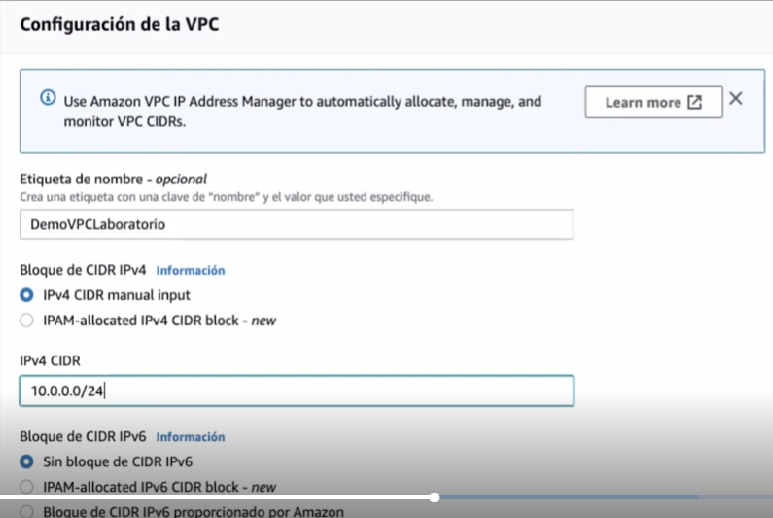 Configuración de la VPC
Use Amazon VPC IP Address Manager to automatically allocate, manage, and
monitor VPC CIDRs.
Learn more
Etiqueta de nombre - opcional
Crea una etiqueta con una clave de "nombre" y el valor que usted especifique.
DemoVPCLaboratorio
Bloque de CIDR IPv4 Información
IPv4 CIDR manual input
IPAM-allocated IPv4 CIDR block - new
IPv4 CIDR
10.0.0.0/24
Bloque de CIDR IPv6 Información
Sin bloque de CIDR IPv6
IPAM-allocated IPv6 CIDR block - new
Bloque de CIDR IPv6 proporcionado por Amazon